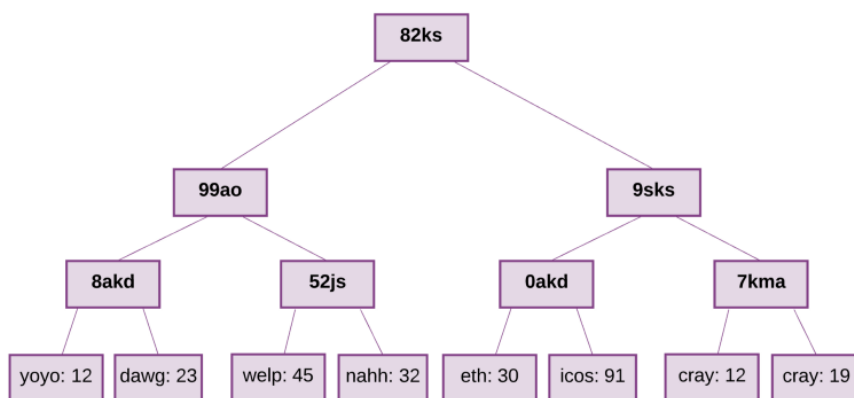 82ks
99ao
9sks
8akd
52js
0akd
7kma
yoyo: 12
dawg: 23
welp: 45
nahh: 32
eth: 30
icos: 91
cray: 12
cray: 19